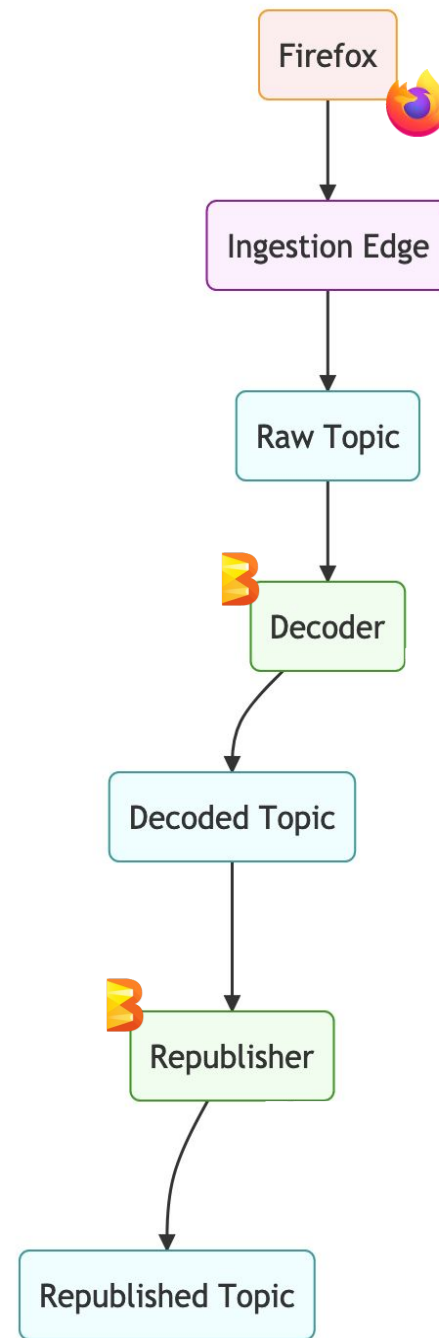 Firefox
Ingestion Edge
Raw Topic
Decoder
Decoded Topic
Republisher
Republished Topic